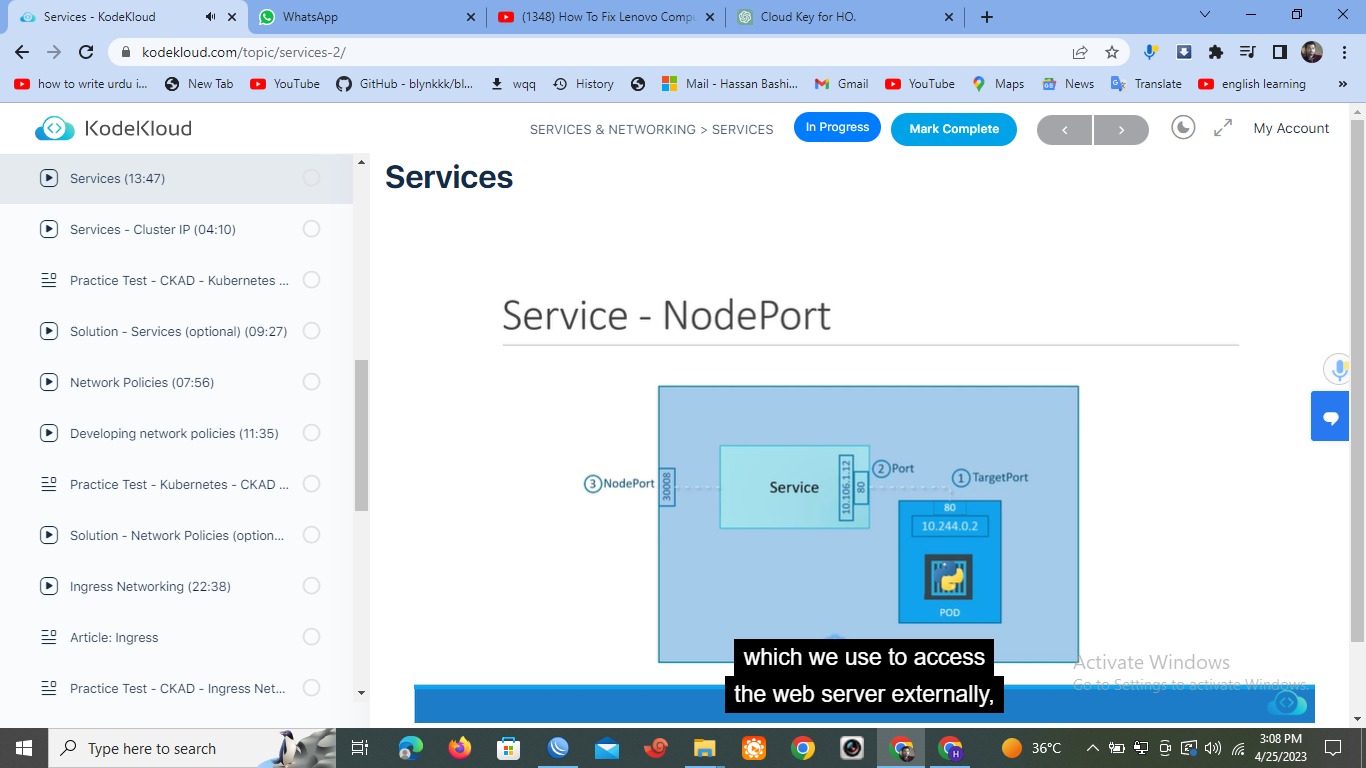 Services - KodeKloud
WhatsApp
(1348) How To Fix Lenovo Compu
Cloud Key for HO.
kodekloud.com/topic/services-2/
how to write urdu i...
New Tab
YouTube
GitHub - blynkkk/bl...
wqq
History
Mail - Hassan Bashi...
Gmail
YouTube
Maps
News
Translate
english learning
»
KodeKloud
SERVICES & NETWORKING > SERVICES
In Progress
Mark Complete
My Account
Services (13:47)
Services - Cluster IP (04:10)
Practice Test - CKAD - Kubernetes ...
Solution - Services (optional) (09:27)
Network Policies (07:56)
Developing network policies (11:35)
Practice Test - Kubernetes - CKAD ...
Solution - Network Policies (option...
Ingress Networking (22:38)
Article: Ingress
Practice Test - CKAD - Ingress Net...
Services
Service - NodePort
3 NodePort
30008
Service
10.106.1.12
80
2 Port
1 TargetPort
80
10.244.0.2
POD
which we use to access
the web server externally,
Activate Windows
Go to Settings to activate Windows.
Type here to search
36°C
3:08 PM
4/25/2023